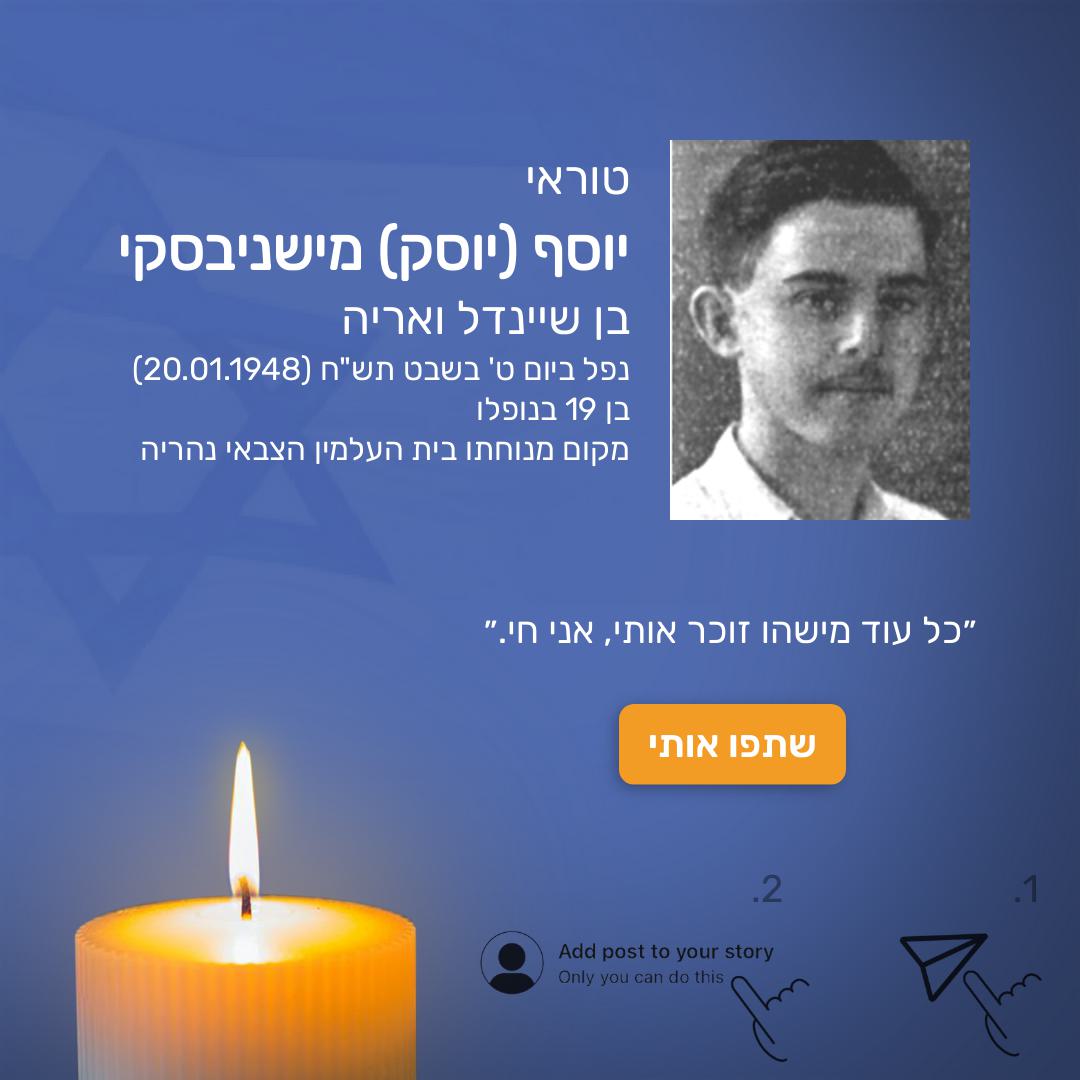 טוראי
יוסף (יוסק) מישניבסקי
בן שיינדל ואריה
נפל ביום ט' בשבט תש"ח (20.01.1948)
בן 19 בנופלו
מקום מנוחתו בית העלמין הצבאי נהריה
״כל עוד מישהו זוכר אותי, אני חי.״
שתפו אותי
1.
2.
Add post to your story
Only you can do this